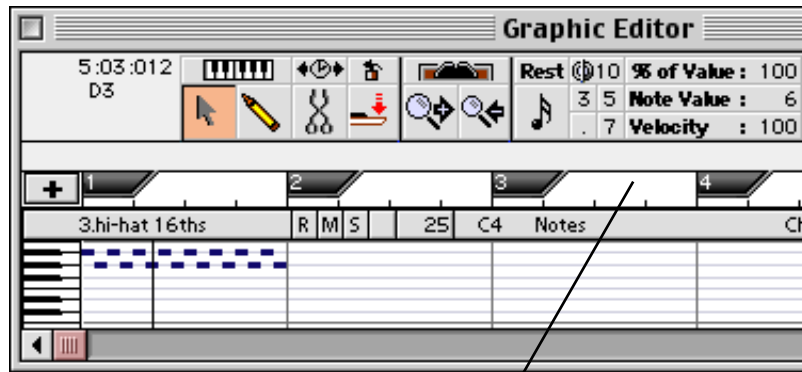 Graphic Editor
5:03:012
D3
Rest 10 % of Value : 100
3 5 Note Value : 6
. 7 Velocity : 100
+ 1 2 3 4
3.hi-hat 16ths R M S 25 C4 Notes